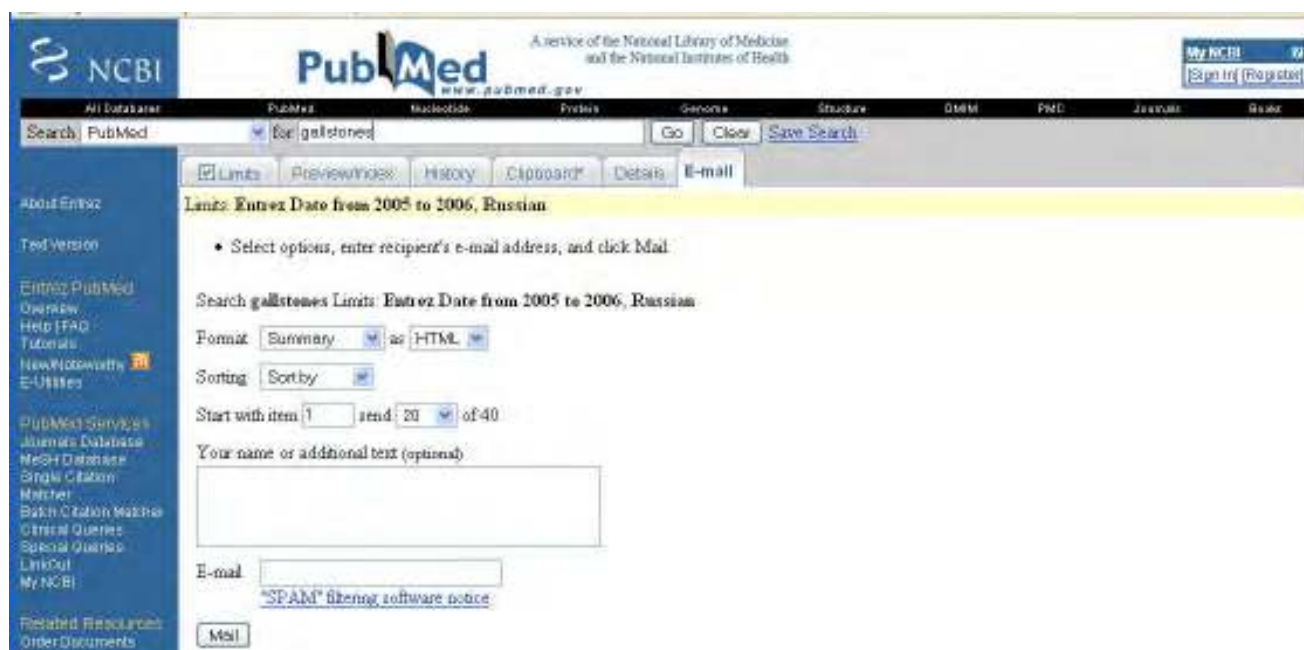 NCBI
PubMed
www.pubmed.gov
A service of the National Library of Medicine
and the National Institutes of Health
My NCBI
[Sign In] [Register]
All Databases PubMed Nucleotide Protein Genome Structure OMIM PMC Journals Books
Search PubMed for gallstones Go Clear Save Search
Limits Preview/Index History Clipboard Details E-mail
Limits: Entrez Date from 2005 to 2006, Russian
About Entrez
Text Version
Entrez PubMed
Overview
Help | FAQ
Tutorials
New/Noteworthy
E-Utilities
PubMed Services
Journals Database
MeSH Database
Single Citation
Matcher
Batch Citation Matcher
Clinical Queries
Special Queries
LinkOut
My NCBI
Related Resources
Order Documents
• Select options, enter recipient's e-mail address, and click Mail
Search gallstones Limits: Entrez Date from 2005 to 2006, Russian
Format Summary as HTML
Sorting Sort by
Start with item 1 send 20 of 40
Your name or additional text (optional)
E-mail
"SPAM" filtering software notice
Mail